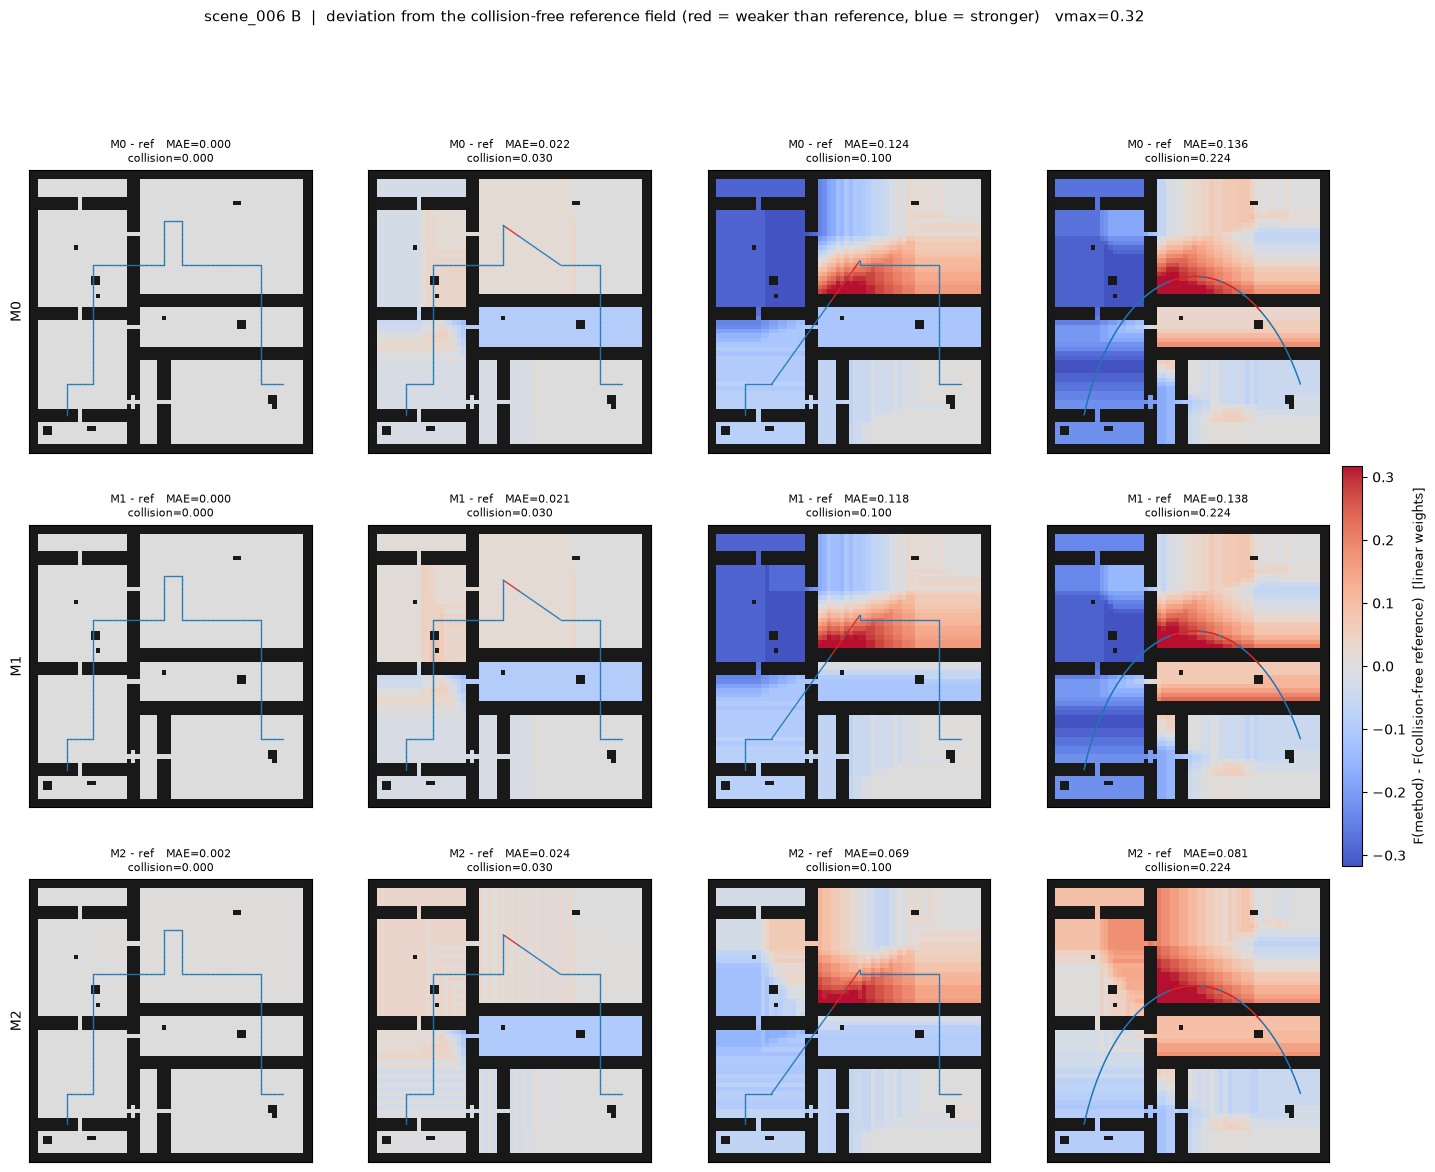 scene_006 B | deviation from the collision-free reference field (red = weaker than reference, blue = stronger) vmax=0.32
M0 - ref MAE=0.000
collision=0.000
M0 - ref MAE=0.022
collision=0.030
M0 - ref MAE=0.124
collision=0.100
M0 - ref MAE=0.136
collision=0.224
M0
M1 - ref MAE=0.000
collision=0.000
M1 - ref MAE=0.021
collision=0.030
M1 - ref MAE=0.118
collision=0.100
M1 - ref MAE=0.138
collision=0.224
M1
M2 - ref MAE=0.002
collision=0.000
M2 - ref MAE=0.024
collision=0.030
M2 - ref MAE=0.069
collision=0.100
M2 - ref MAE=0.081
collision=0.224
M2
0.3
0.2
0.1
0.0
−0.1
−0.2
−0.3
F(method) - F(collision-free reference) [linear weights]